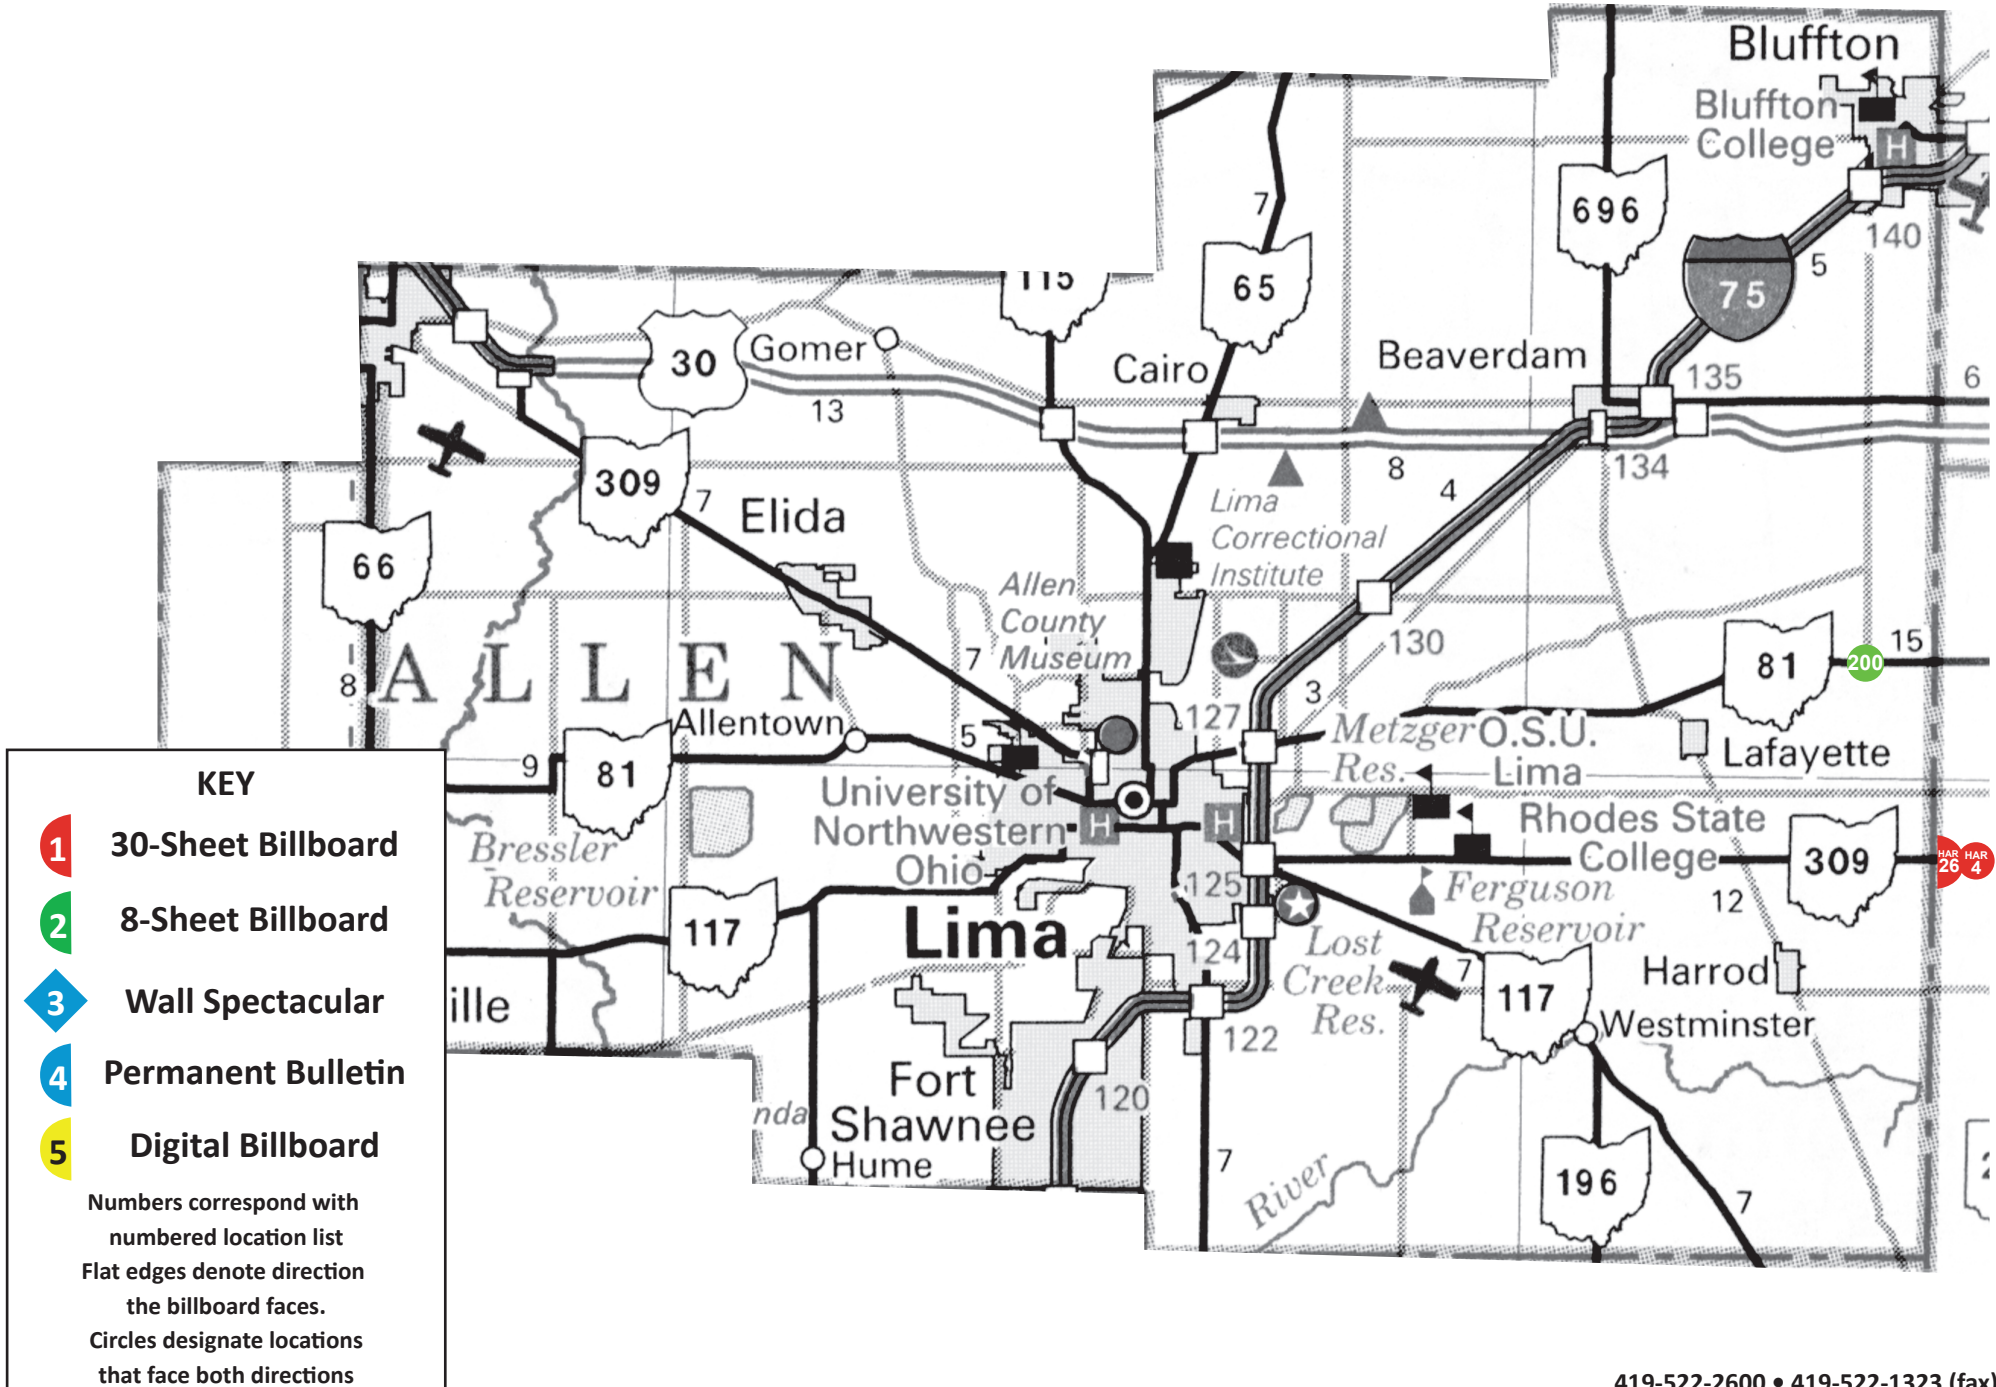 Bluffton
Bluffton
College
H
696
140
5
75
7
65
115
30
Gomer
13
Cairo
Beaverdam
135
6
134
8
4
309
7
Elida
66
Lima
Correctional
Institute
Allen
County
Museum
130
3
7
8
ALLEN
81
200
15
Allentown
5
127
Metzger
Res.
O.S.U.
Lima
Lafayette
9
81
University of
Northwestern
Ohio
H
H
Rhodes State
College
309
HAR
26
HAR
4
Bressler
Reservoir
125
Ferguson
Reservoir
12
117
Lima
124
Lost
Creek
Res.
7
117
Harrod
Westminster
ille
122
Fort
Shawnee
120
nda
Hume
7
River
196
7
KEY
1 30-Sheet Billboard
2 8-Sheet Billboard
3 Wall Spectacular
4 Permanent Bulletin
5 Digital Billboard
Numbers correspond with
numbered location list
Flat edges denote direction
the billboard faces.
Circles designate locations
that face both directions
419-522-2600 • 419-522-1323 (fax)